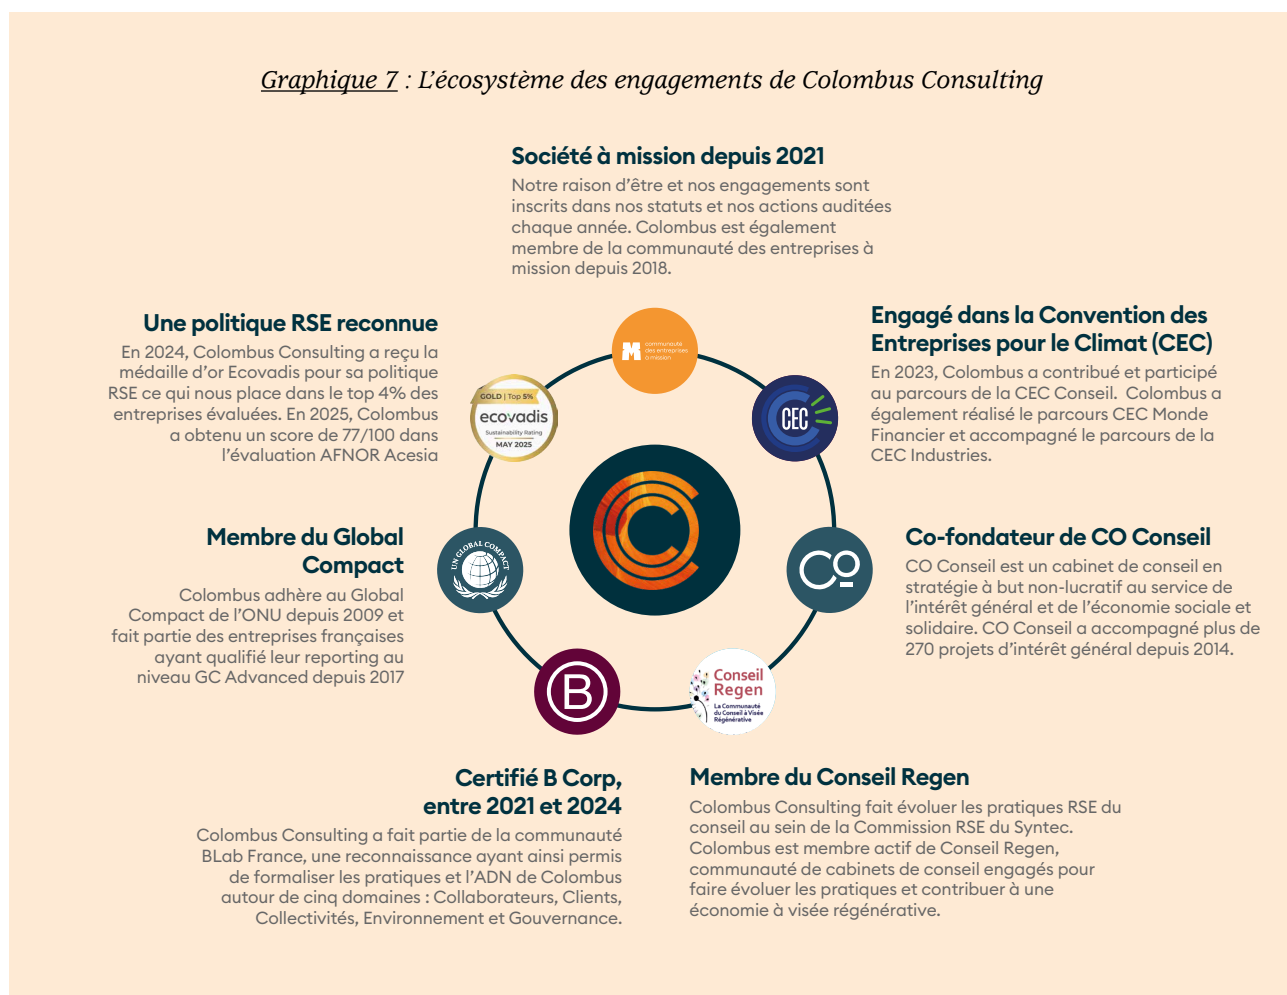 Graphique 7 : L’écosystème des engagements de Colombus Consulting
Société à mission depuis 2021
Notre raison d’être et nos engagements sont
inscrits dans nos statuts et nos actions auditées
chaque année. Colombus est également
membre de la communauté des entreprises à
mission depuis 2018.
Une politique RSE reconnue
En 2024, Colombus Consulting a reçu la
médaille d’or Ecovadis pour sa politique
RSE ce qui nous place dans le top 4% des
entreprises évaluées. En 2025, Colombus
a obtenu un score de 77/100 dans
l’évaluation AFNOR Acesia
communauté
des entreprises
à mission
Engagé dans la Convention des
Entreprises pour le Climat (CEC)
En 2023, Colombus a contribué et participé
au parcours de la CEC Conseil. Colombus a
également réalisé le parcours CEC Monde
Financier et accompagné le parcours de la
CEC Industries.
GOLD | Top 5%
ecovadis
Sustainability Rating
MAY 2025
CEC
Membre du Global
Compact
Colombus adhère au Global
Compact de l’ONU depuis 2009 et
fait partie des entreprises françaises
ayant qualifié leur reporting au
niveau GC Advanced depuis 2017
UN GLOBAL COMPACT
CO
Co-fondateur de CO Conseil
CO Conseil est un cabinet de conseil en
stratégie à but non-lucratif au service de
l’intérêt général et de l’économie sociale et
solidaire. CO Conseil a accompagné plus de
270 projets d’intérêt général depuis 2014.
B
Conseil
Regen
La Communauté
du Conseil à Visée
Régénérative
Certifié B Corp,
entre 2021 et 2024
Colombus Consulting a fait partie de la communauté
BLab France, une reconnaissance ayant ainsi permis
de formaliser les pratiques et l’ADN de Colombus
autour de cinq domaines : Collaborateurs, Clients,
Collectivités, Environnement et Gouvernance.
Membre du Conseil Regen
Colombus Consulting fait évoluer les pratiques RSE du
conseil au sein de la Commission RSE du Syntec.
Colombus est membre actif de Conseil Regen,
communauté de cabinets de conseil engagés pour
faire évoluer les pratiques et contribuer à une
économie à visée régénérative.